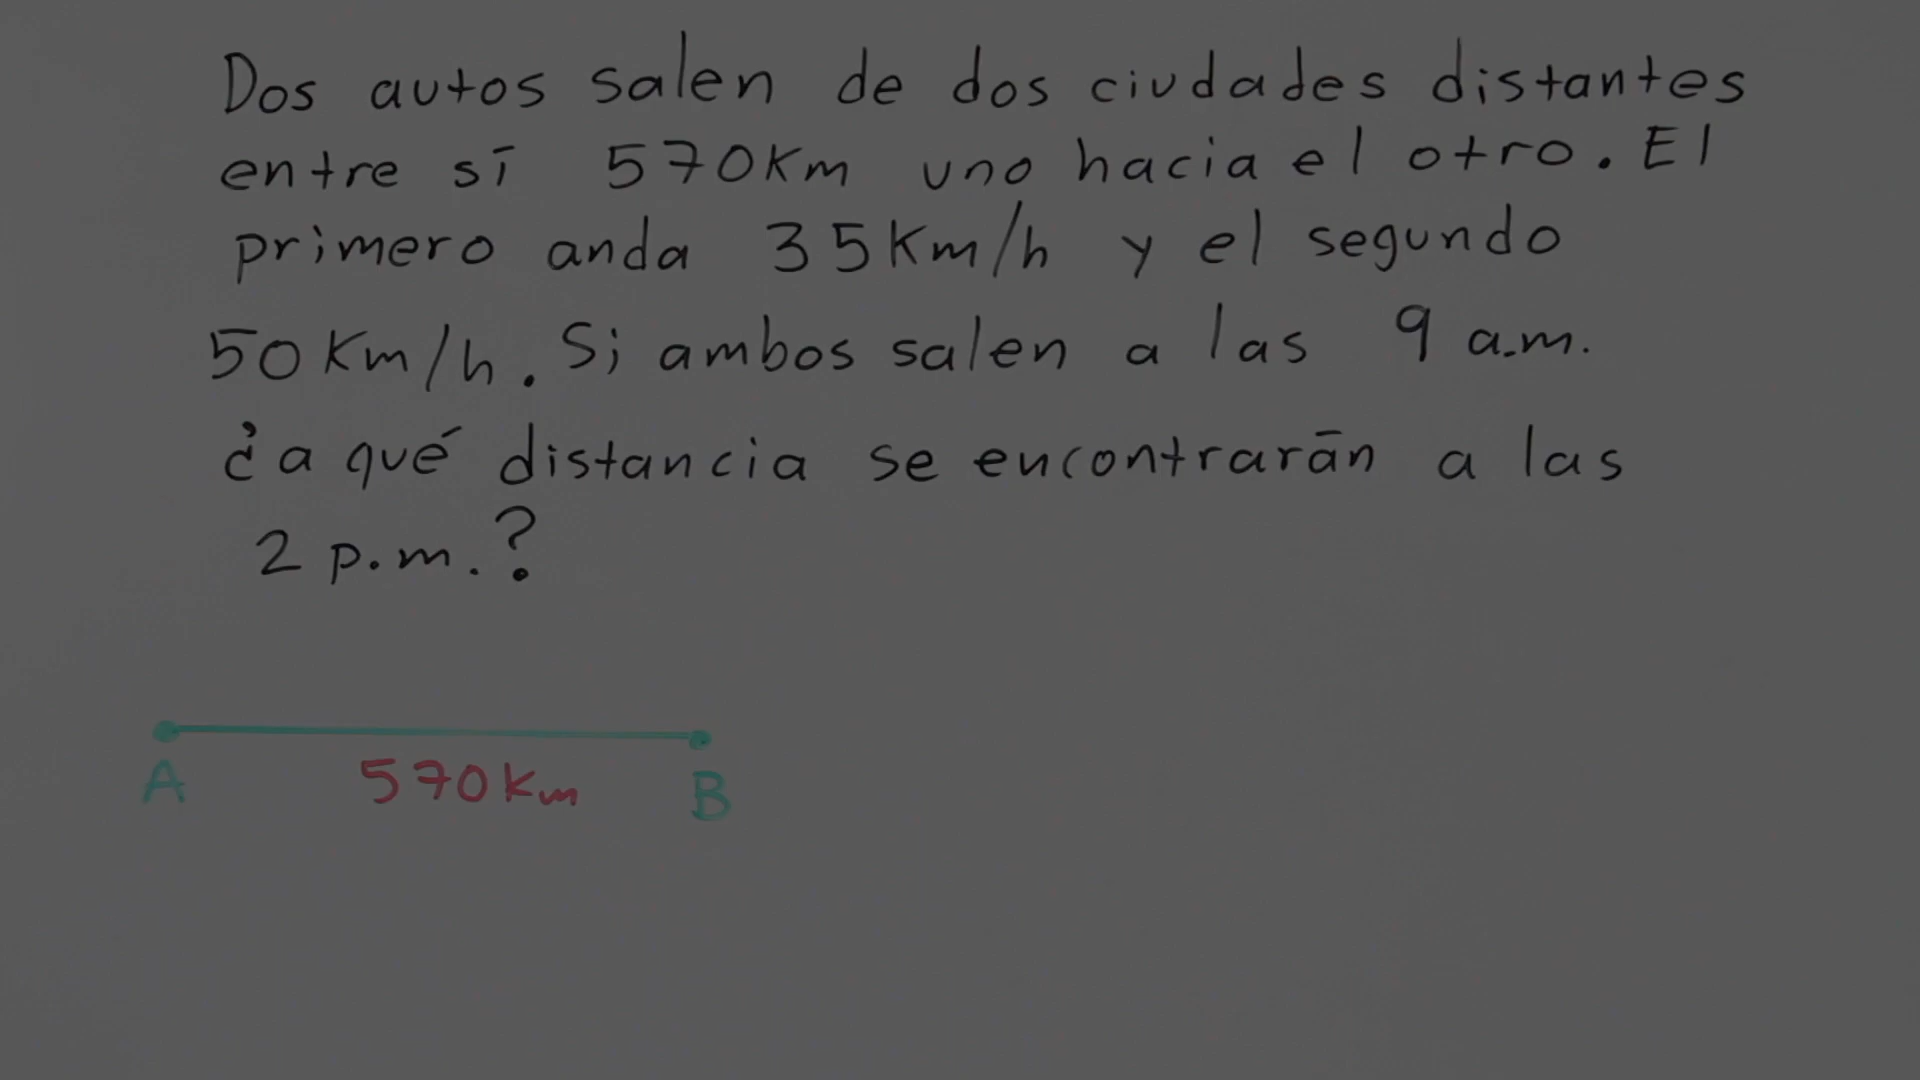 Dos autos salen de dos ciudades distantes
entre sí 570Km uno hacia el otro. El
primero anda 35Km/h y el segundo
50Km/h. Si ambos salen a las 9 a.m.
¿a qué distancia se encontrarán a las
2 p.m.?
A 570Km B